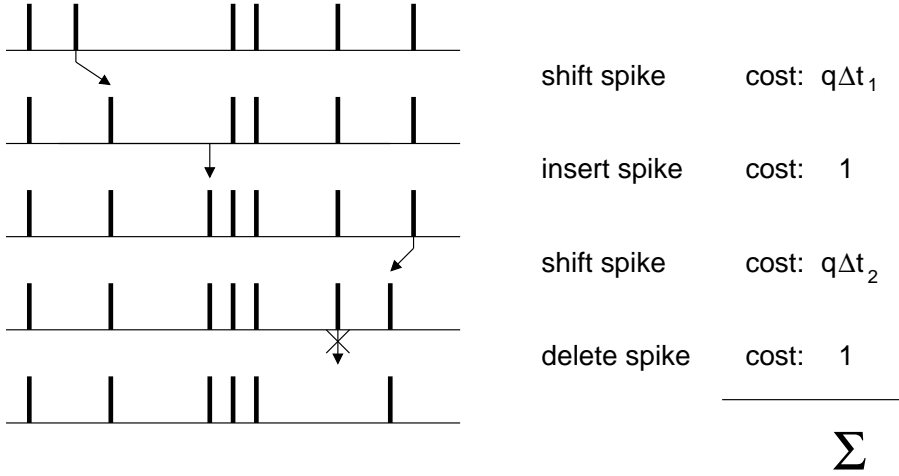 shift spike cost: qΔt1
insert spike cost: 1
shift spike cost: qΔt2
delete spike cost: 1
Σ